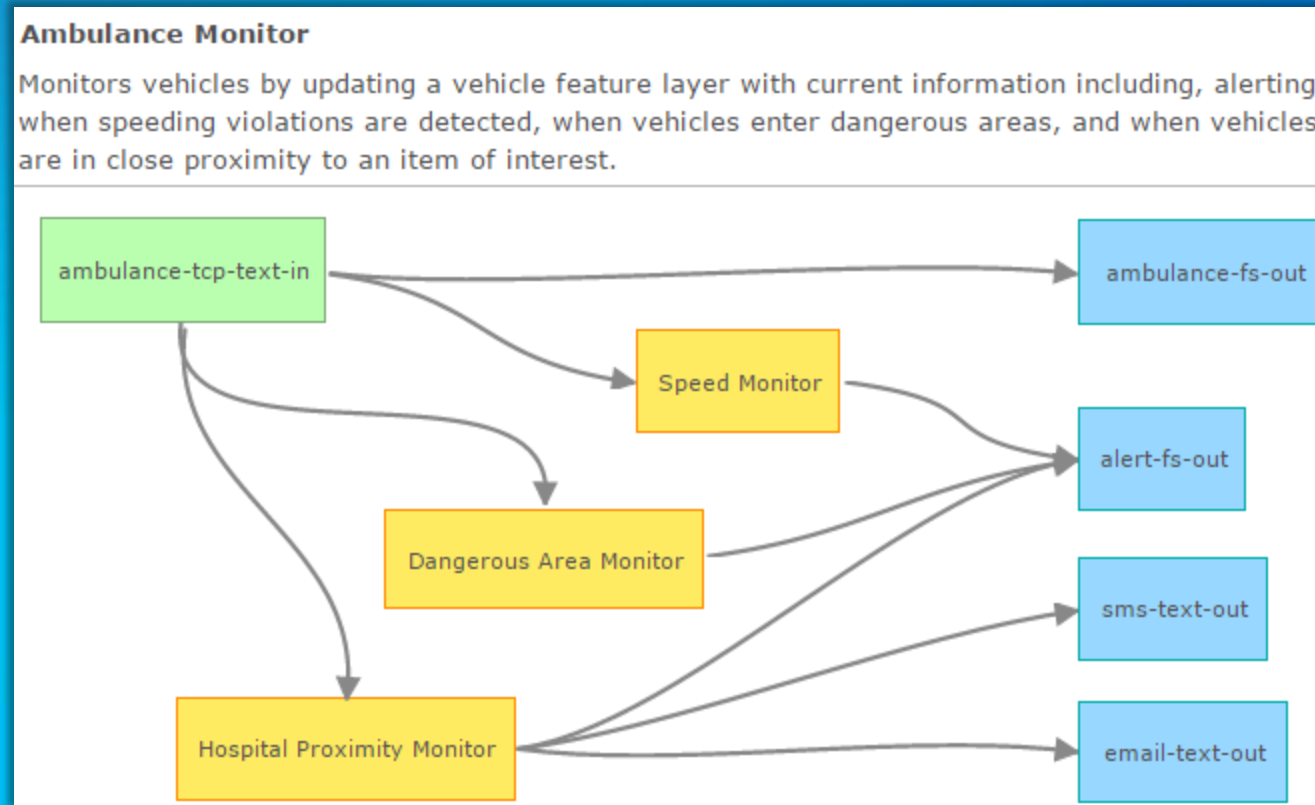 Ambulance Monitor
Monitors vehicles by updating a vehicle feature layer with current information including, alerting
when speeding violations are detected, when vehicles enter dangerous areas, and when vehicles
are in close proximity to an item of interest.
ambulance-tcp-text-in
ambulance-fs-out
Speed Monitor
alert-fs-out
Dangerous Area Monitor
sms-text-out
Hospital Proximity Monitor
email-text-out